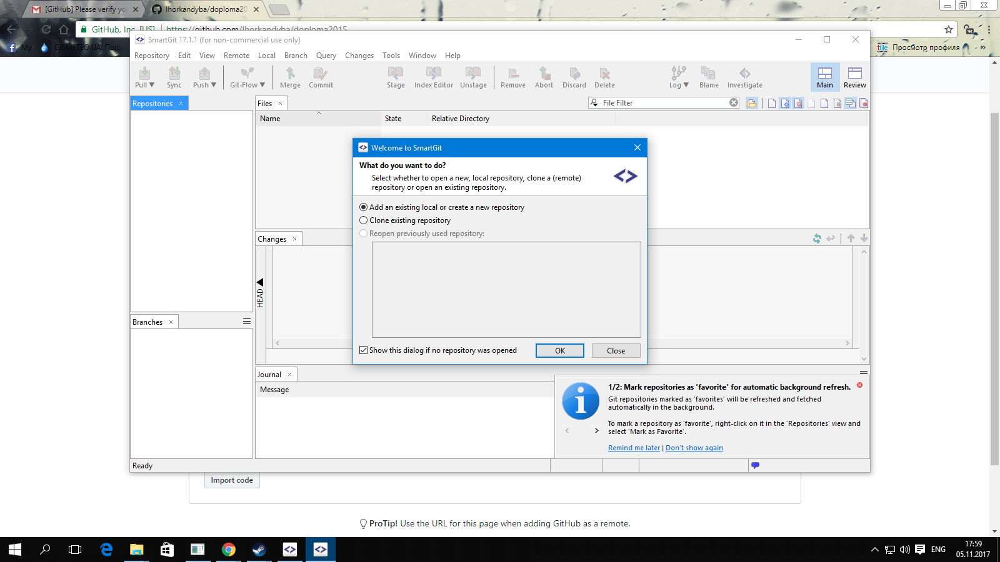 [GitHub] Please verify yo
Ihorkandyba/doploma20
GitHub, Inc. [US]
https://github.com/Ihorkandyba/doploma2015
My
GISMETEO.UA: Пого
Просмотр профиля
SmartGit 17.1.1 (for non-commercial use only)
Repository Edit View Remote Local Branch Query Changes Tools Window Help
Pull Sync Push Git-Flow Merge Commit Stage Index Editor Unstage Remove Abort Discard Delete Log Blame Investigate Main Review
Repositories
Files
File Filter
Name State Relative Directory
Welcome to SmartGit
What do you want to do?
Select whether to open a new, local repository, clone a (remote)
repository or open an existing repository.
Add an existing local or create a new repository
Clone existing repository
Reopen previously used repository:
Show this dialog if no repository was opened
OK
Close
Changes
HEAD
Branches
Journal
Message
1/2: Mark repositories as 'favorite' for automatic background refresh.
Git repositories marked as 'favorites' will be refreshed and fetched
automatically in the background.
To mark a repository as 'favorite', right-click on it in the 'Repositories' view and
select 'Mark as Favorite'.
Remind me later | Don't show again
Ready
Import code
ProTip! Use the URL for this page when adding GitHub as a remote.
ENG
17:59
05.11.2017